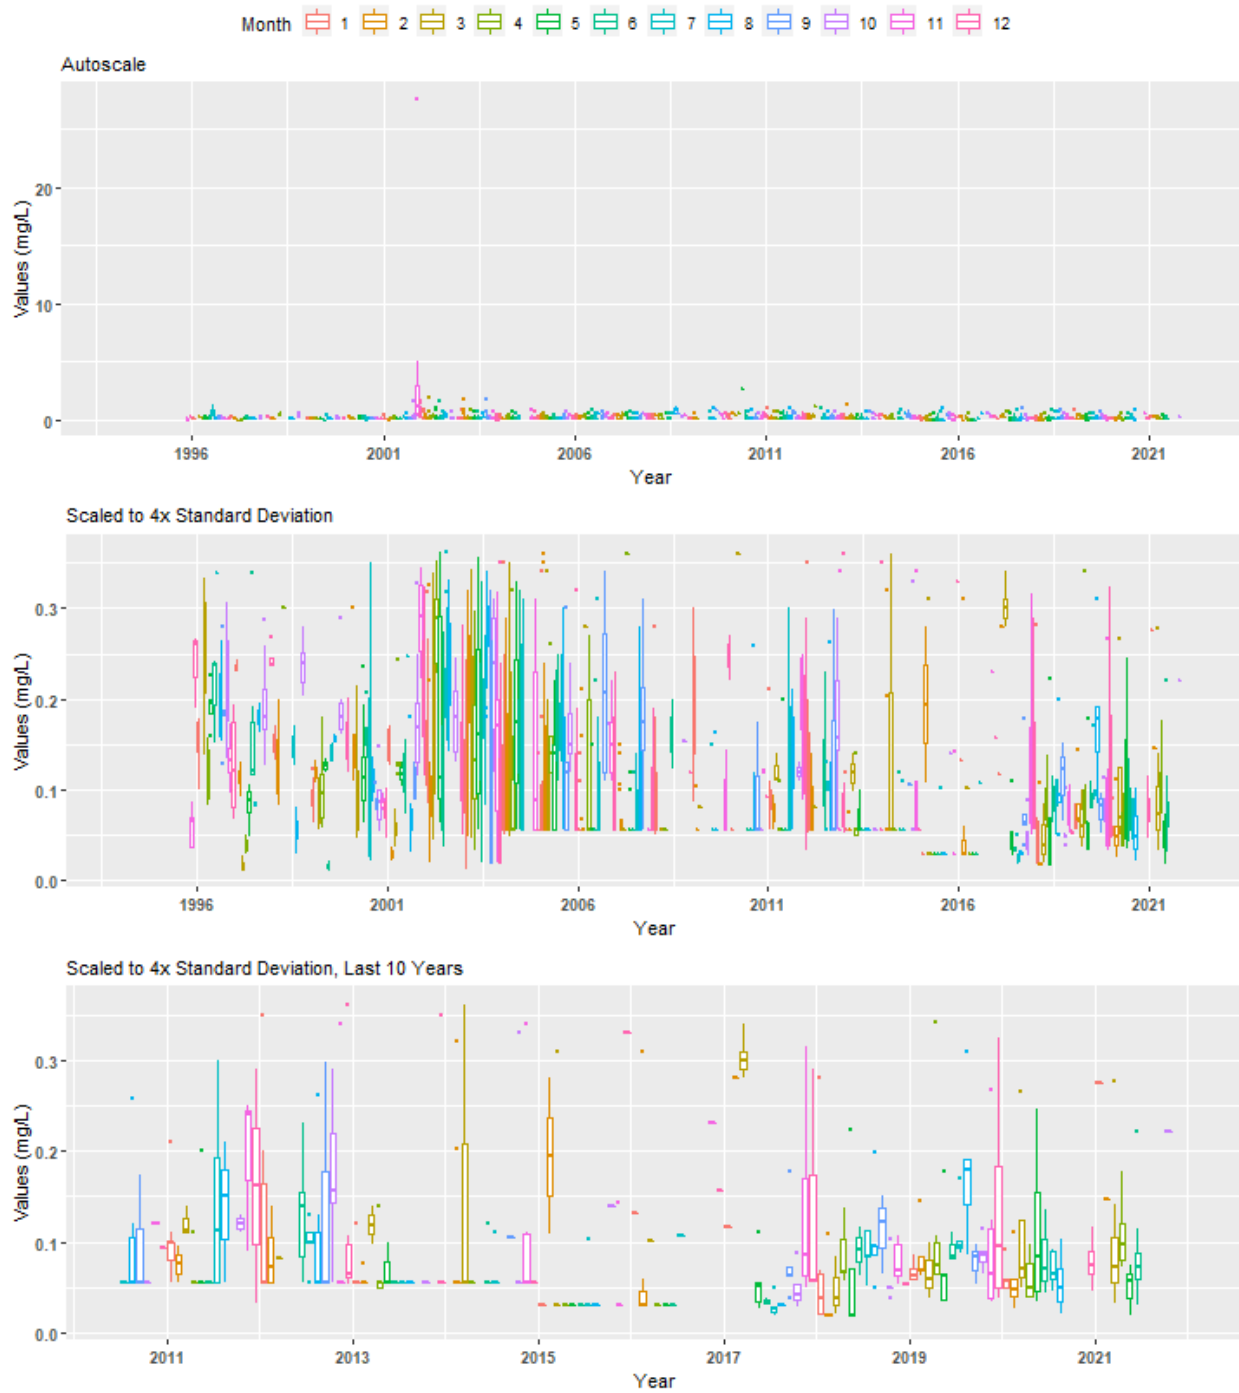 Month 1 2 3 4 5 6 7 8 9 10 11 12
Autoscale
Values (mg/L)
20
10
0
1996 2001 2006 2011 2016 2021
Year
Scaled to 4x Standard Deviation
Values (mg/L)
0.3
0.2
0.1
0.0
1996 2001 2006 2011 2016 2021
Year
Scaled to 4x Standard Deviation, Last 10 Years
Values (mg/L)
0.3
0.2
0.1
0.0
2011 2013 2015 2017 2019 2021
Year